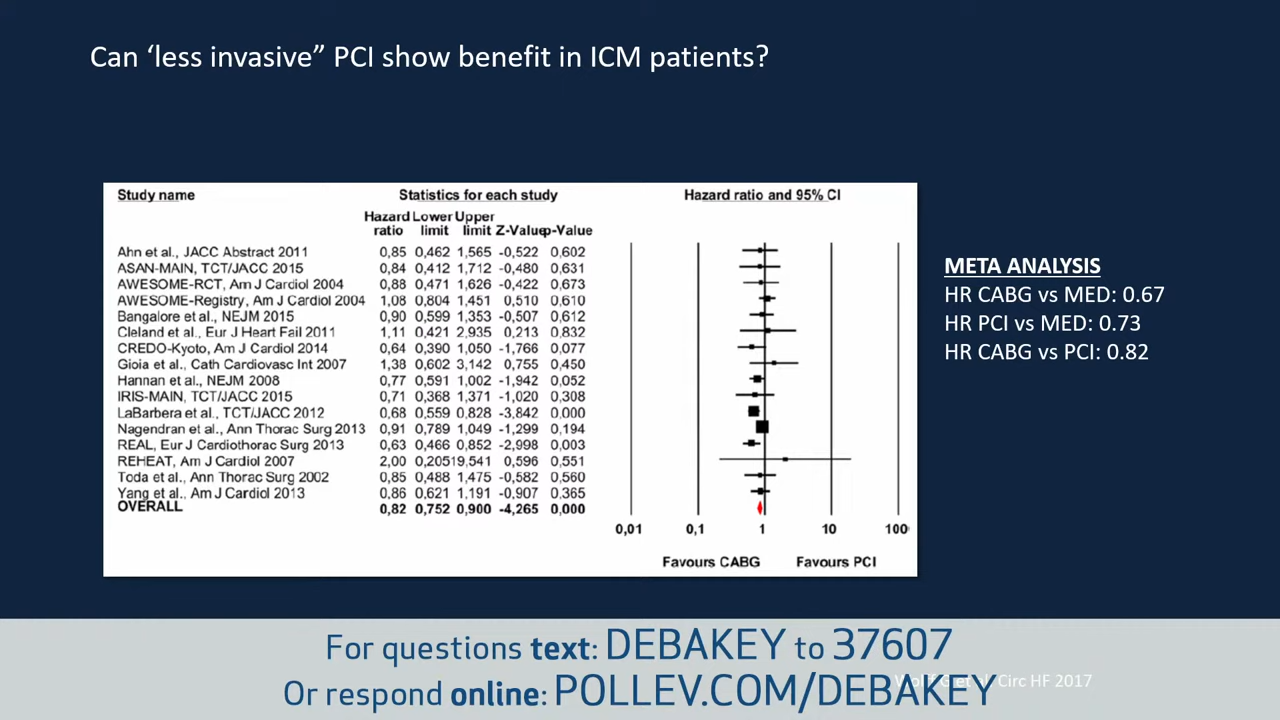 Can ‘less invasive” PCI show benefit in ICM patients?
Study name Statistics for each study Hazard ratio and 95% CI
Hazard Lower Upper
ratio limit limit Z-Value p-Value
Ahn et al., JACC Abstract 2011 0,85 0,462 1,565 -0,522 0,602
ASAN-MAIN, TCT/JACC 2015 0,84 0,412 1,712 -0,480 0,631
AWESOME-RCT, Am J Cardiol 2004 0,88 0,471 1,626 -0,422 0,673
AWESOME-Registry, Am J Cardiol 2004 1,08 0,804 1,451 0,510 0,610
Bangalore et al., NEJM 2015 0,90 0,599 1,353 -0,507 0,612
Cleland et al., Eur J Heart Fail 2011 1,11 0,421 2,935 0,213 0,832
CREDO-Kyoto, Am J Cardiol 2014 0,64 0,390 1,050 -1,766 0,077
Gioia et al., Cath Cardiovasc Int 2007 1,38 0,602 3,142 0,755 0,450
Hannan et al., NEJM 2008 0,77 0,591 1,002 -1,942 0,052
IRIS-MAIN, TCT/JACC 2015 0,71 0,368 1,371 -1,020 0,308
LaBarbera et al., TCT/JACC 2012 0,68 0,559 0,828 -3,842 0,000
Nagendran et al., Ann Thorac Surg 2013 0,91 0,789 1,049 -1,299 0,194
REAL, Eur J Cardiothorac Surg 2013 0,63 0,466 0,852 -2,998 0,003
REHEAT, Am J Cardiol 2007 2,00 0,205 19,541 0,596 0,551
Toda et al., Ann Thorac Surg 2002 0,85 0,488 1,475 -0,582 0,560
Yang et al., Am J Cardiol 2013 0,86 0,621 1,191 -0,907 0,365
OVERALL 0,82 0,752 0,900 -4,265 0,000
0,01 0,1 1 10 100
Favours CABG Favours PCI
META ANALYSIS
HR CABG vs MED: 0.67
HR PCI vs MED: 0.73
HR CABG vs PCI: 0.82
For questions text: DEBAKEY to 37607
Or respond online: POLLEV.COM/DEBAKEY
Circ HF 2017